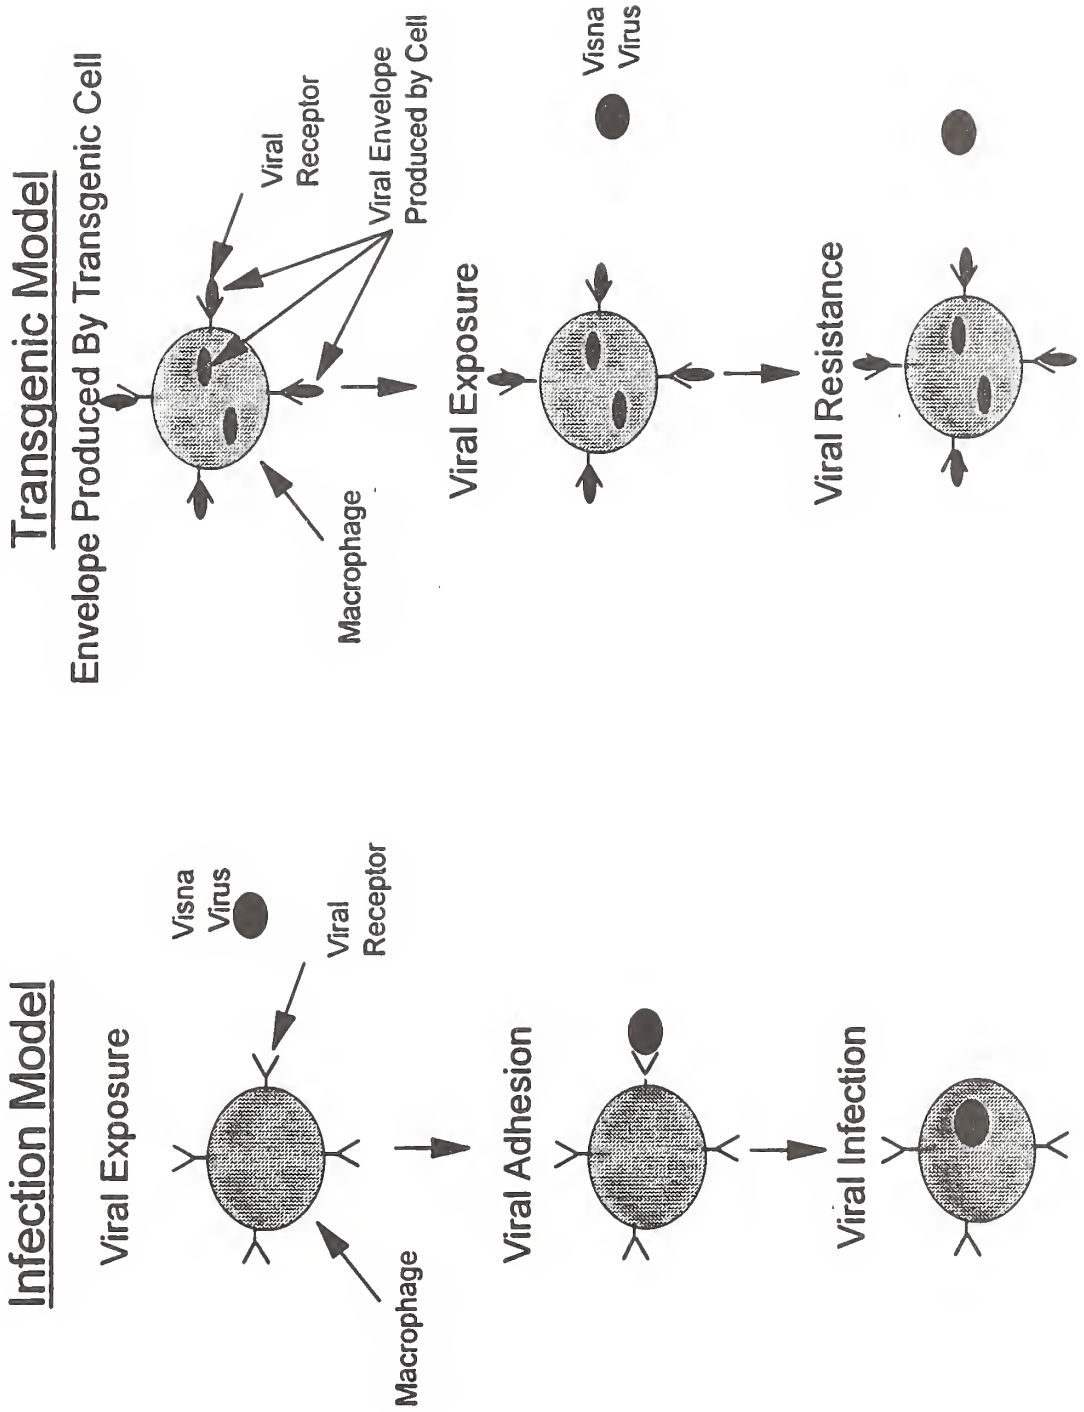 Infection Model
Viral Exposure
Visna
Virus
Viral
Receptor
Macrophage
Viral Adhesion
Viral Infection
Transgenic Model
Envelope Produced By Transgenic Cell
Viral
Receptor
Viral Envelope
Produced by Cell
Macrophage
Viral Exposure
Visna
Virus
Viral Resistance